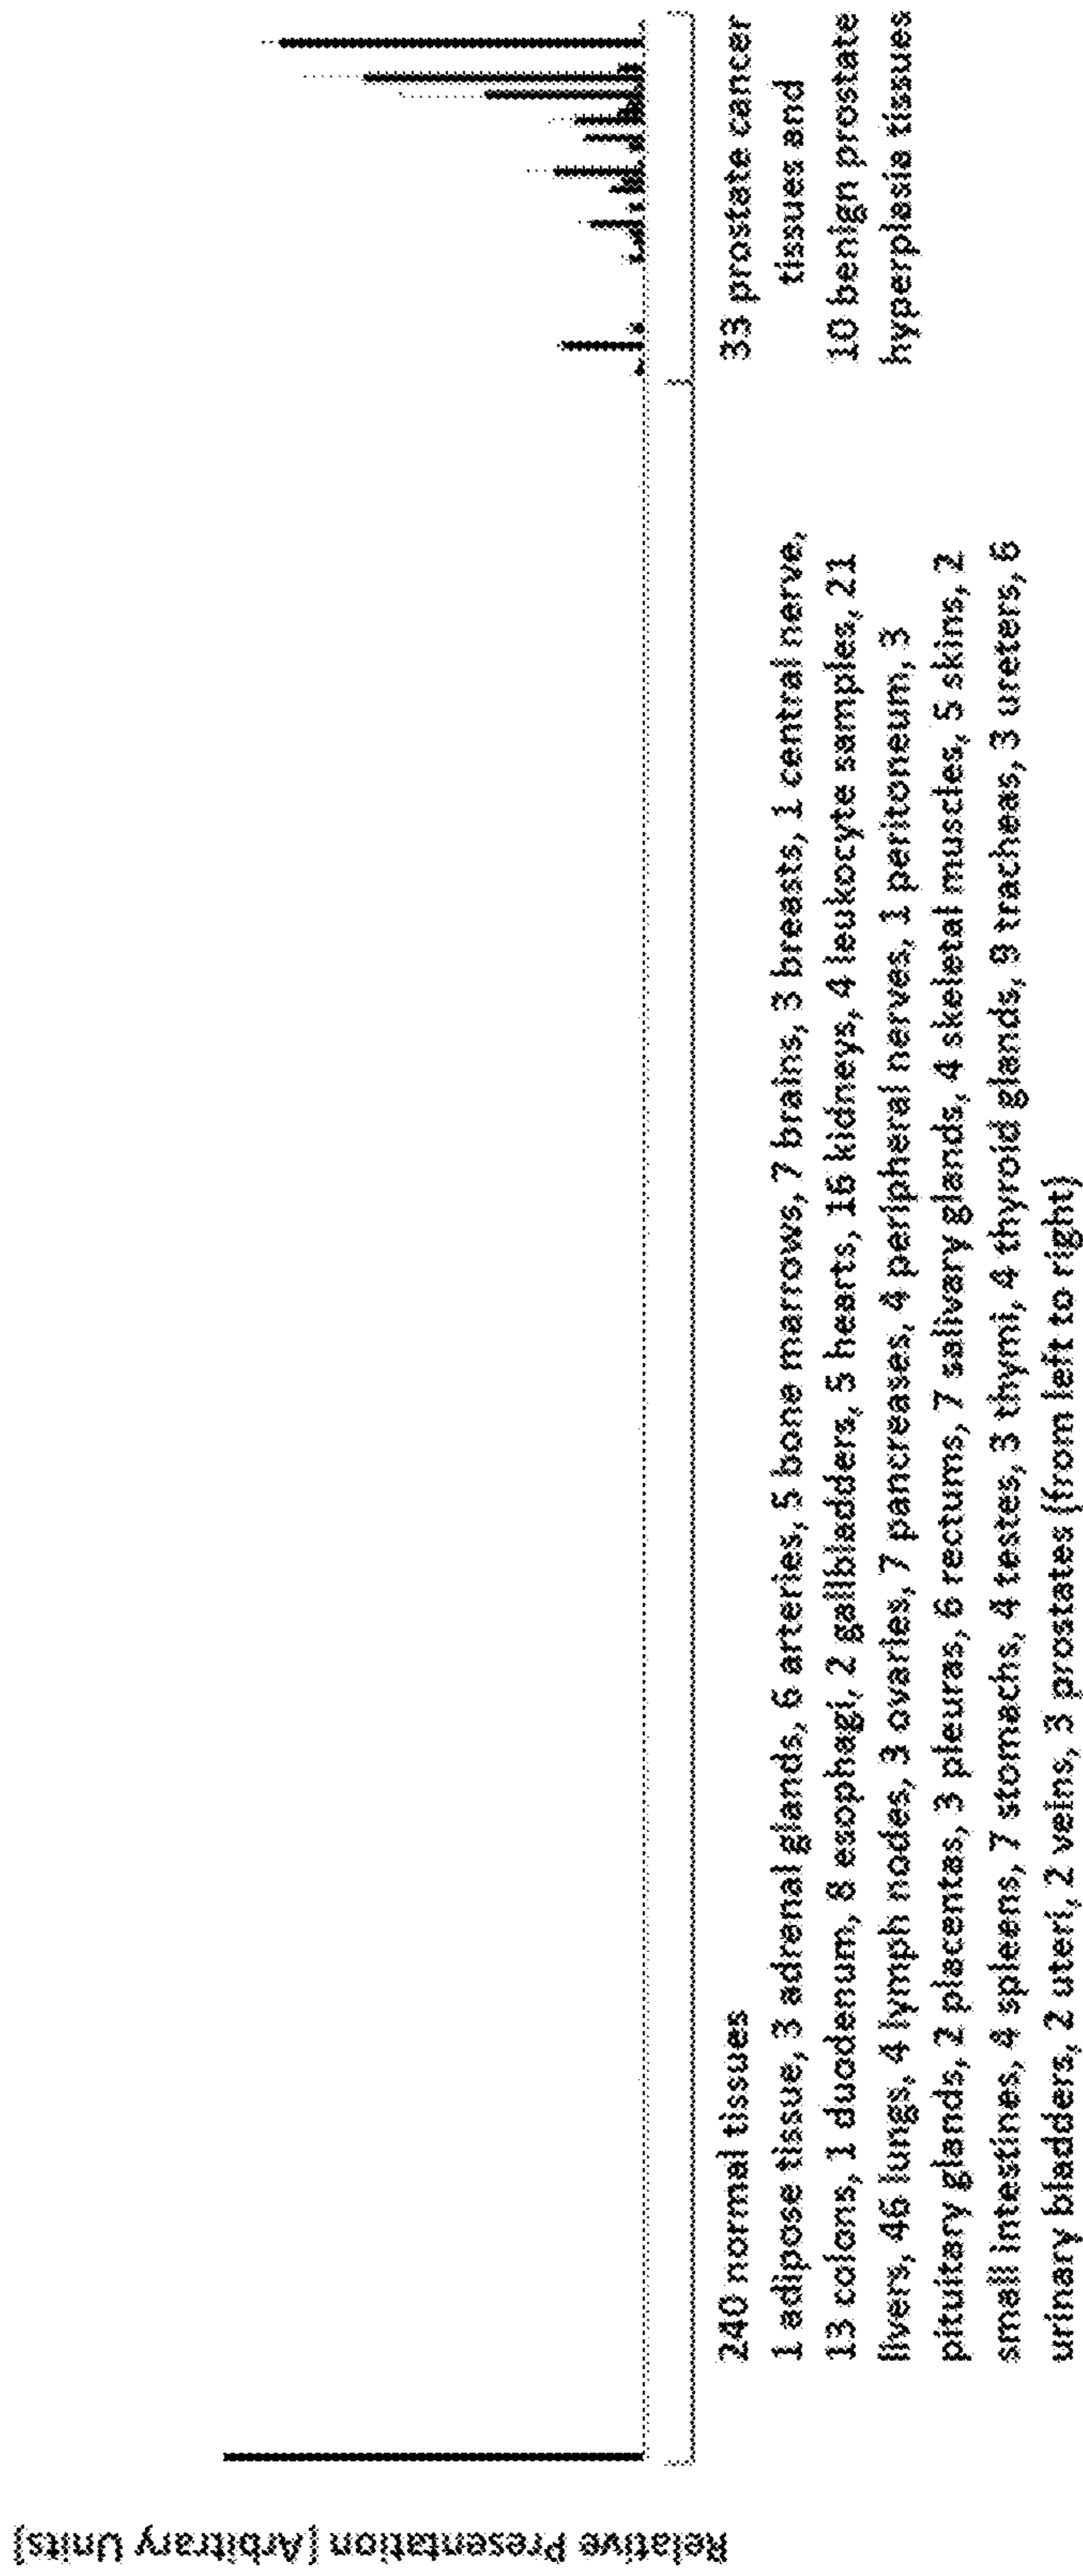 Relative Presentation [Arbitrary Units]
240 normal tissues
1 adipose tissue, 3 adrenal glands, 6 arteries, 5 bone marrows, 7 brains, 3 breasts, 1 central nerve,
13 colons, 1 duodenum, 8 esophagi, 2 gallbladders, 5 hearts, 16 kidneys, 4 leukocyte samples, 21
livers, 46 lungs, 4 lymph nodes, 3 ovaries, 7 pancreases, 4 peripheral nerves, 1 peritoneum, 3
pituitary glands, 2 placentas, 3 pleuras, 6 rectums, 7 salivary glands, 4 skeletal muscles, 5 skins, 2
small intestines, 4 spleens, 7 stomachs, 4 testes, 3 thymi, 4 thyroid glands, 9 tracheas, 3 ureters, 6
urinary bladders, 2 uteri, 2 veins, 3 prostates (from left to right)
33 prostate cancer
tissues and
10 benign prostate
hyperplasia tissues